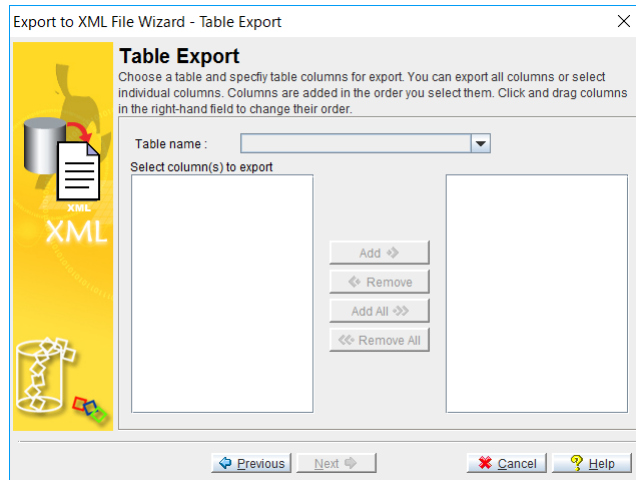 Export to XML File Wizard - Table Export
Table Export
Choose a table and specfiy table columns for export. You can export all columns or select
individual columns. Columns are added in the order you select them. Click and drag columns
in the right-hand field to change their order.
Table name :
Select column(s) to export
XML
XML
Add
Remove
Add All
Remove All
Previous
Next
Cancel
Help